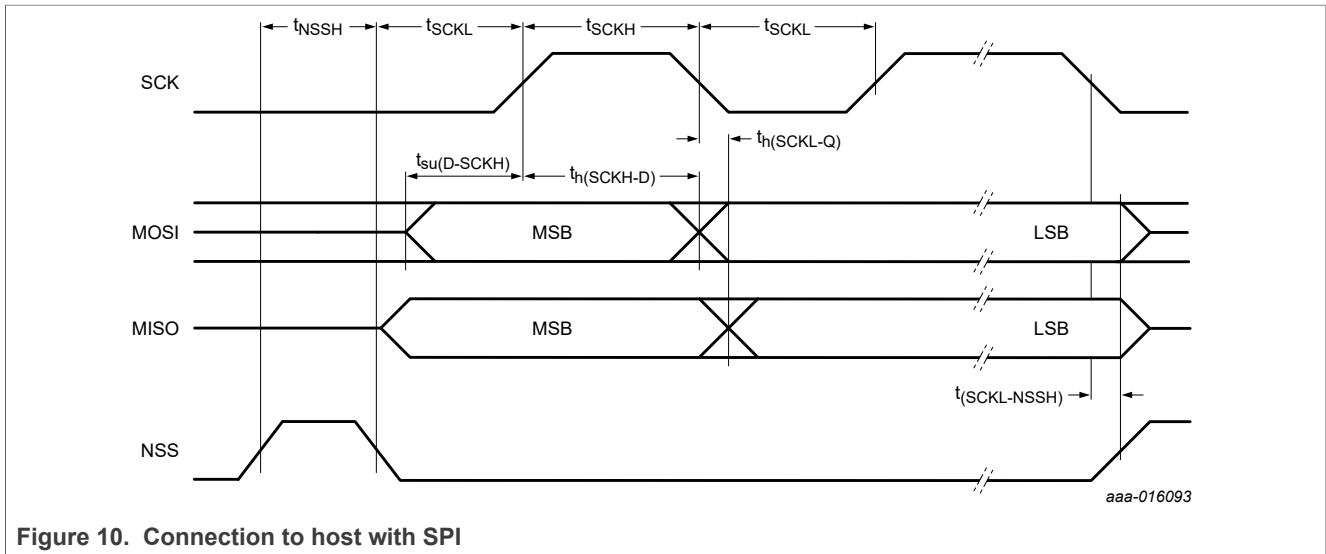 tNSSH tSCKL tSCKH tSCKL
SCK
th(SCKL-Q)
tsu(D-SCKH)
th(SCKH-D)
MOSI MSB LSB
MISO MSB LSB
t(SCKL-NSSH)
NSS
aaa-016093
Figure 10. Connection to host with SPI